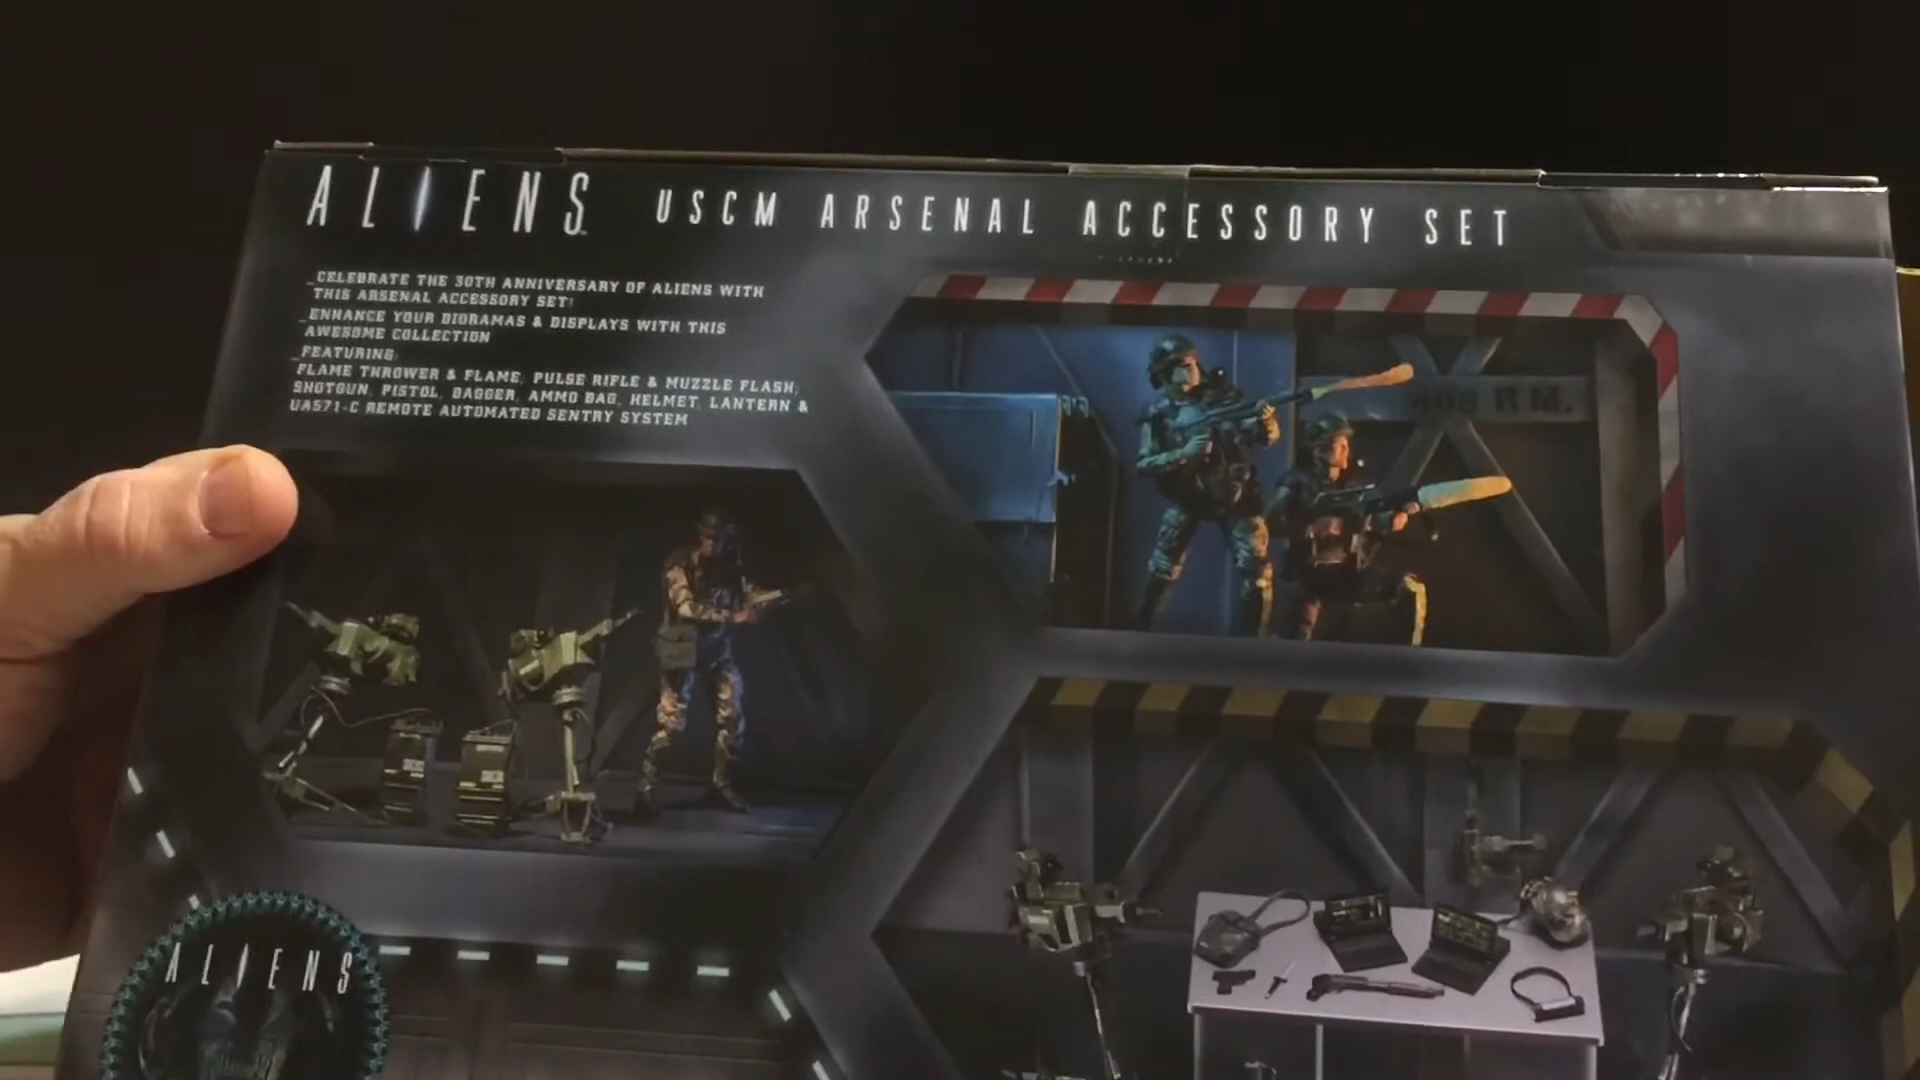 ALIENS USCM ARSENAL ACCESSORY SET
_CELEBRATE THE 30TH ANNIVERSARY OF ALIENS WITH
THIS ARSENAL ACCESSORY SET!
_ENHANCE YOUR DIORAMAS & DISPLAYS WITH THIS
AWESOME COLLECTION
_FEATURING:
FLAME THROWER & FLAME, PULSE RIFLE & MUZZLE FLASH,
SHOTGUN, PISTOL, DAGGER, AMMO BAG, HELMET, LANTERN &
UA571-C REMOTE AUTOMATED SENTRY SYSTEM
ALIENS